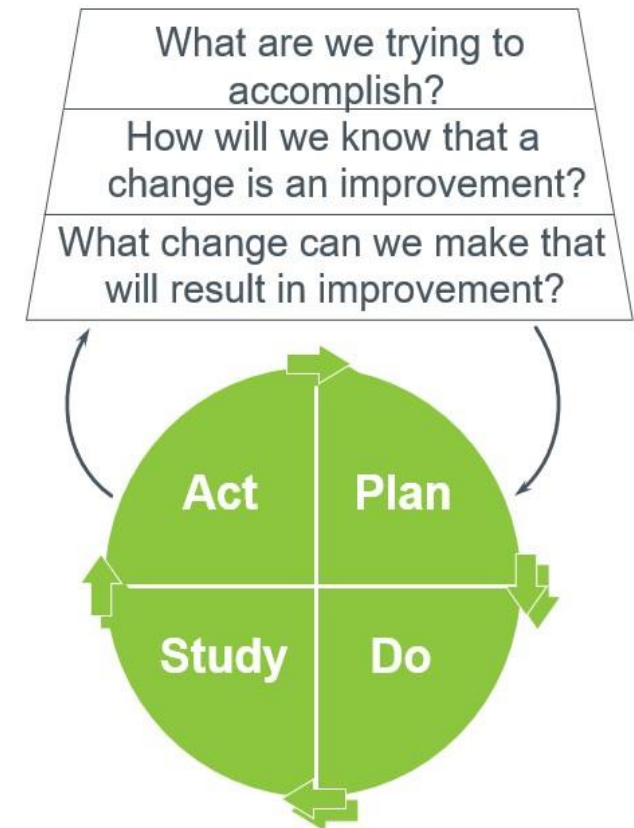 What are we trying to
accomplish?
How will we know that a
change is an improvement?
What change can we make that
will result in improvement?
Act
Plan
Study
Do